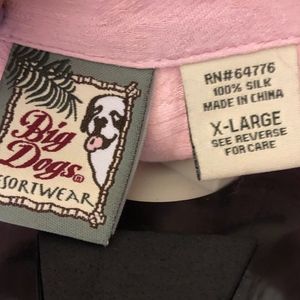 Big
Dogs®
ESORTWEAR
RN#64776
100% SILK
MADE IN CHINA
X-LARGE
SEE REVERSE
FOR CARE